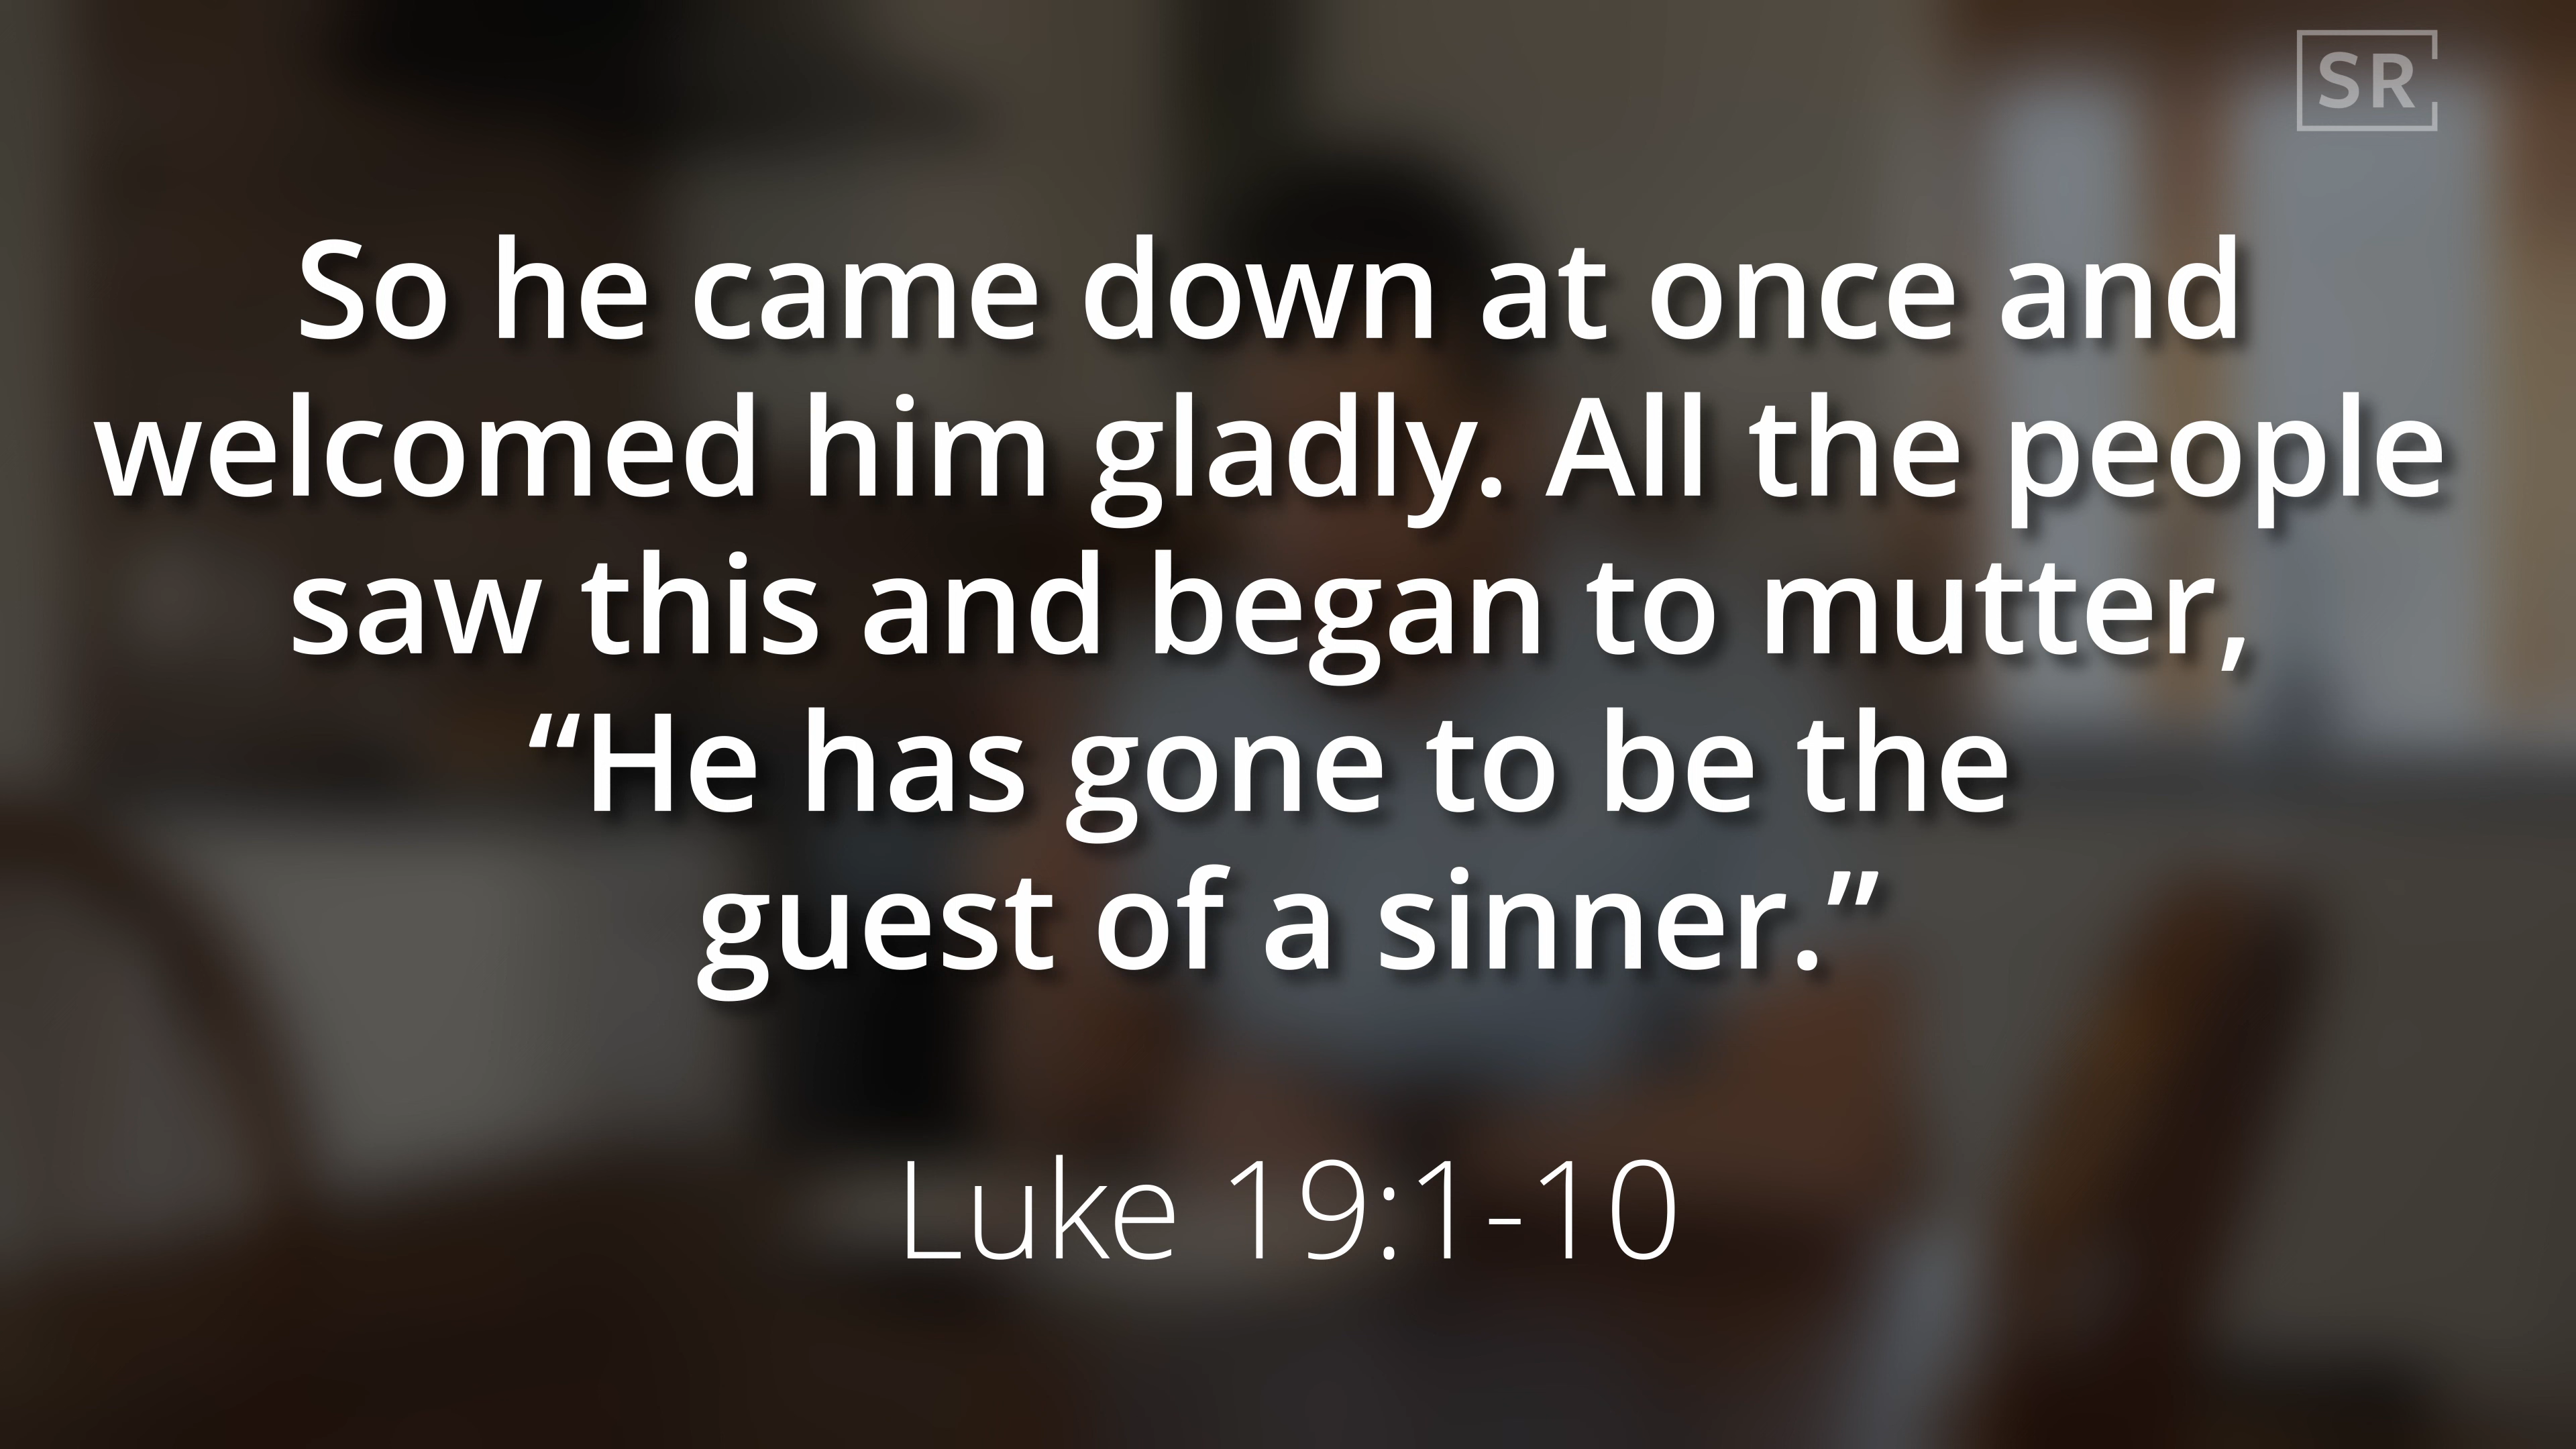 SR
So he came down at once and
welcomed him gladly. All the people
saw this and began to mutter,
“He has gone to be the
guest of a sinner.”
Luke 19:1-10